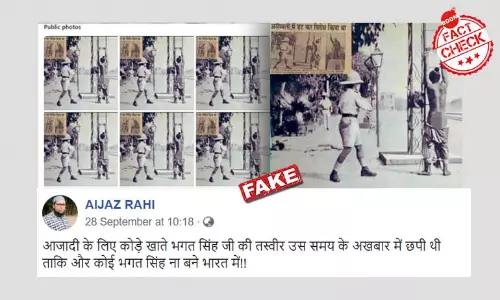 Public photos
BOOM
FACT
CHECK
FAKE
AIJAZ RAHI
28 September at 10:18 ·
आजादी के लिए कोड़े खाते भगत सिंह जी की तस्वीर उस समय के अखबार में छपी थी
ताकि और कोई भगत सिंह ना बने भारत में!!